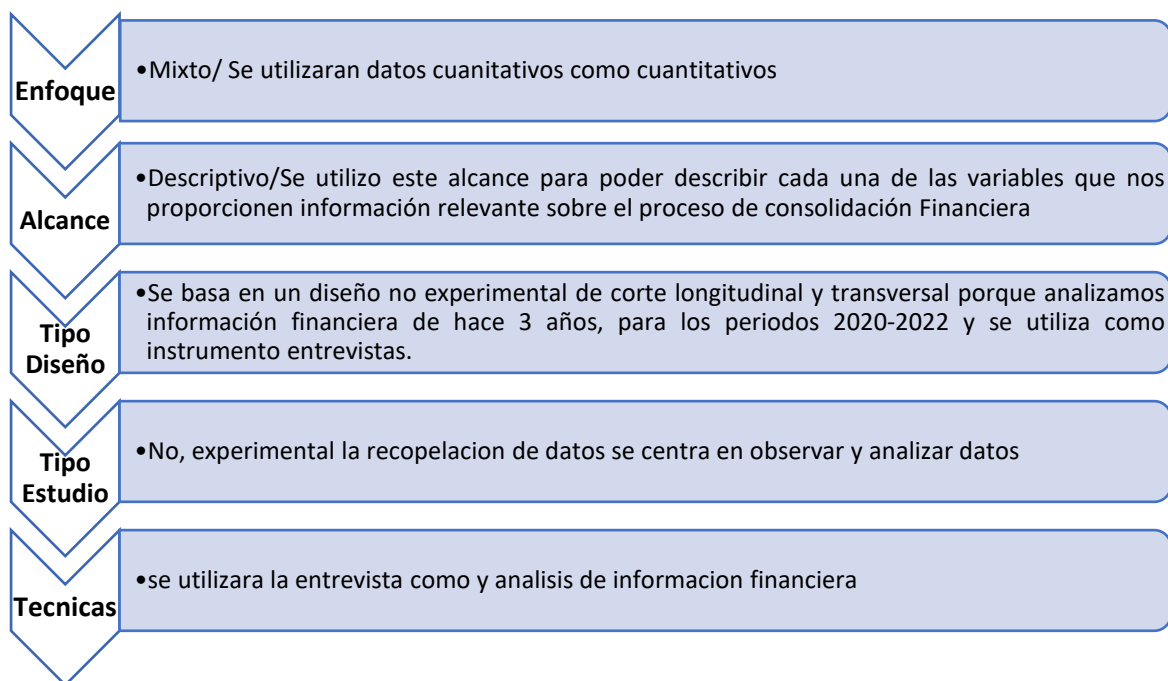 Enfoque
•Mixto/ Se utilizaran datos cuanitativos como cuantitativos
Alcance
•Descriptivo/Se utilizo este alcance para poder describir cada una de las variables que nos
proporcionen información relevante sobre el proceso de consolidación Financiera
Tipo
Diseño
•Se basa en un diseño no experimental de corte longitudinal y transversal porque analizamos
información financiera de hace 3 años, para los periodos 2020-2022 y se utiliza como
instrumento entrevistas.
Tipo
Estudio
•No, experimental la recopelacion de datos se centra en observar y analizar datos
Tecnicas
•se utilizara la entrevista como y analisis de informacion financiera